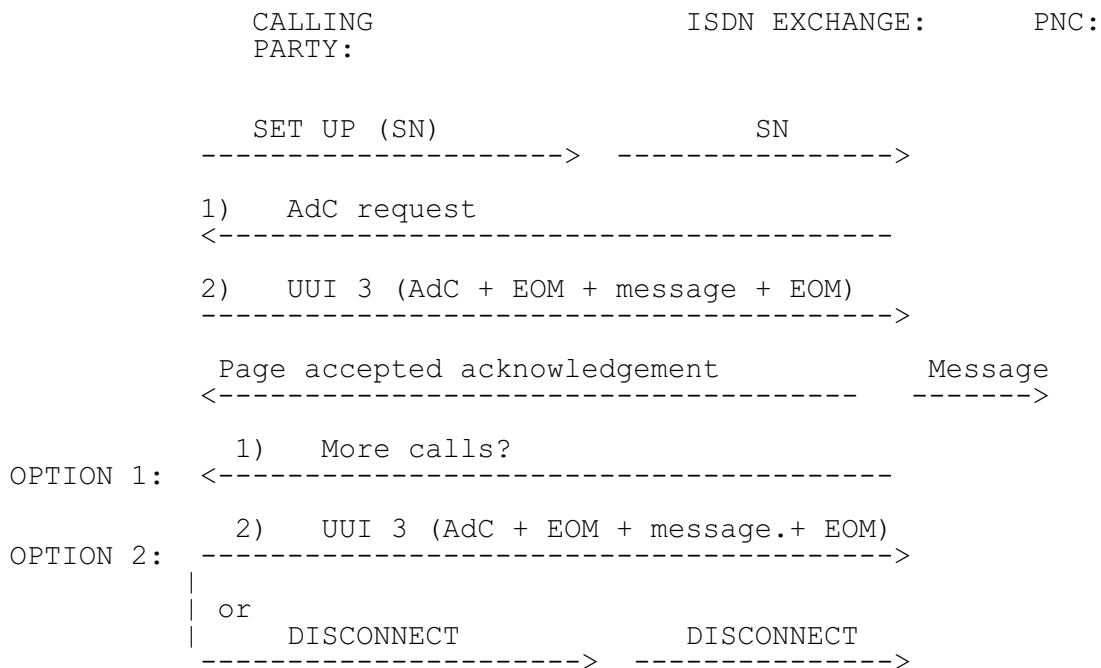 CALLING ISDN EXCHANGE: PNC:
PARTY:
SET UP (SN) SN
---------------------> ---------------->
1) AdC request
<---------------------------------------
2) UUI 3 (AdC + EOM + message + EOM)
---------------------------------------->
Page accepted acknowledgement Message
<------------------------------------- ------->
1) More calls?
OPTION 1: <---------------------------------------
2) UUI 3 (AdC + EOM + message.+ EOM)
OPTION 2: ---------------------------------------->
|
| or
| DISCONNECT DISCONNECT
----------------------> --------------->